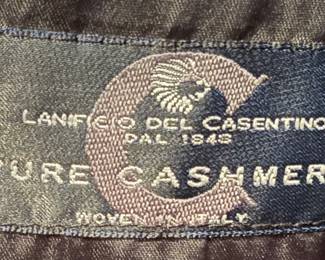 C
LANIFICIO DEL CASENTINO
DAL 1848
PURE CASHMER
WOVEN IN ITALY